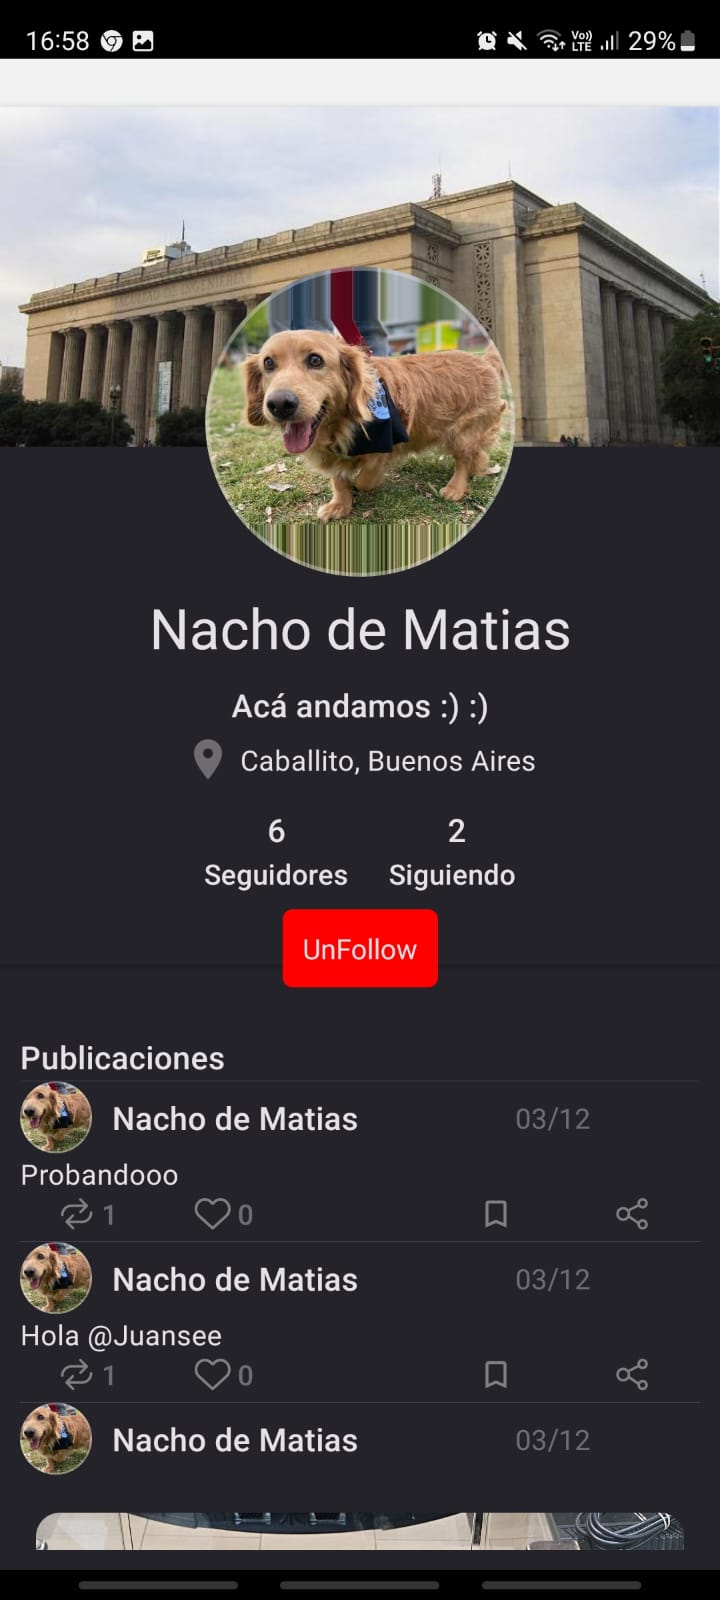 16:58
Vo))
LTE
29%
Nacho de Matias
Acá andamos :) :)
Caballito, Buenos Aires
6
2
Seguidores
Siguiendo
UnFollow
Publicaciones
Nacho de Matias
03/12
Probandooo
1
0
Nacho de Matias
03/12
Hola @Juansee
1
0
Nacho de Matias
03/12